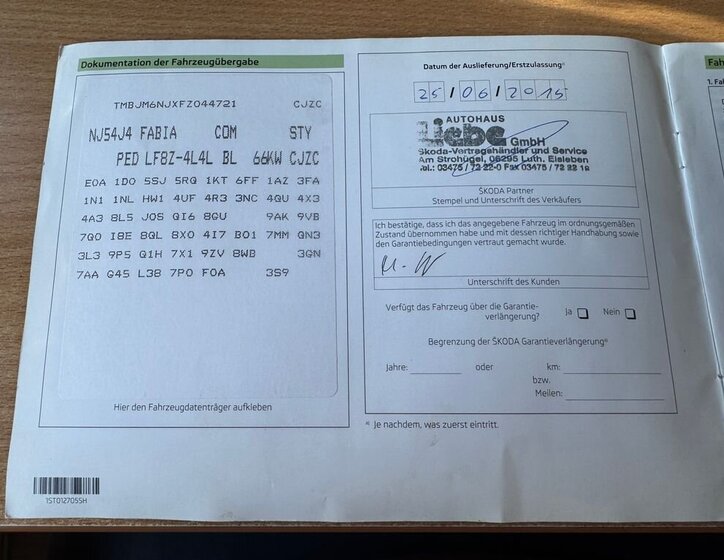 Dokumentation der Fahrzeugübergabe
TMBJM6NJXFZ044721 CJZC
NJ54J4 FABIA COM STY
PED LF8Z-4L4L BL 66KW CJZC
E0A 1D0 5SJ 5RQ 1KT 6FF 1AZ 3FA
1N1 1NL HW1 4UF 4R3 3NC 4QU 4X3
4A3 8L5 J0S QI6 8GU 9AK 9VB
7Q0 I8E 8QL 8X0 4I7 B01 7MM QN3
3L3 9P5 Q1H 7X1 9ZV 8WB 3GN
7AA Q45 L38 7P0 F0A 3S9
Hier den Fahrzeugdatenträger aufkleben
1ST012705SH
Datum der Auslieferung/Erstzulassung
25/06/2015
AUTOHAUS
Liebe GmbH
Skoda-Vertragshändler und Service
Am Strohügel, 06295 Luth. Eisleben
Tel.: 03475 / 72 22-0 Fax 03475 / 72 22 19
ŠKODA Partner
Stempel und Unterschrift des Verkäufers
Ich bestätige, dass ich das angegebene Fahrzeug im ordnungsgemäßen
Zustand übernommen habe und mit dessen richtiger Handhabung sowie
den Garantiebedingungen vertraut gemacht wurde.
Unterschrift des Kunden
Verfügt das Fahrzeug über die Garantie-
verlängerung? Ja Nein
Begrenzung der ŠKODA Garantieverlängerung
Jahre: oder km:
bzw.
Meilen:
Je nachdem, was zuerst eintritt.
1. Fa